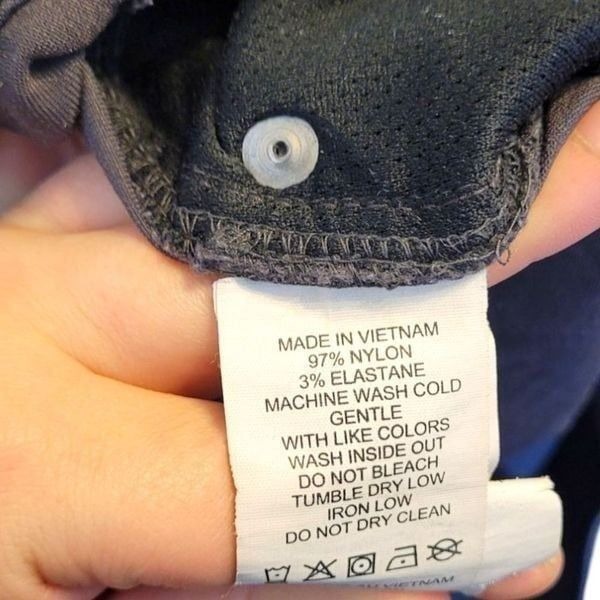 MADE IN VIETNAM
97% NYLON
3% ELASTANE
MACHINE WASH COLD
GENTLE
WITH LIKE COLORS
WASH INSIDE OUT
DO NOT BLEACH
TUMBLE DRY LOW
IRON LOW
DO NOT DRY CLEAN
VIETNAM